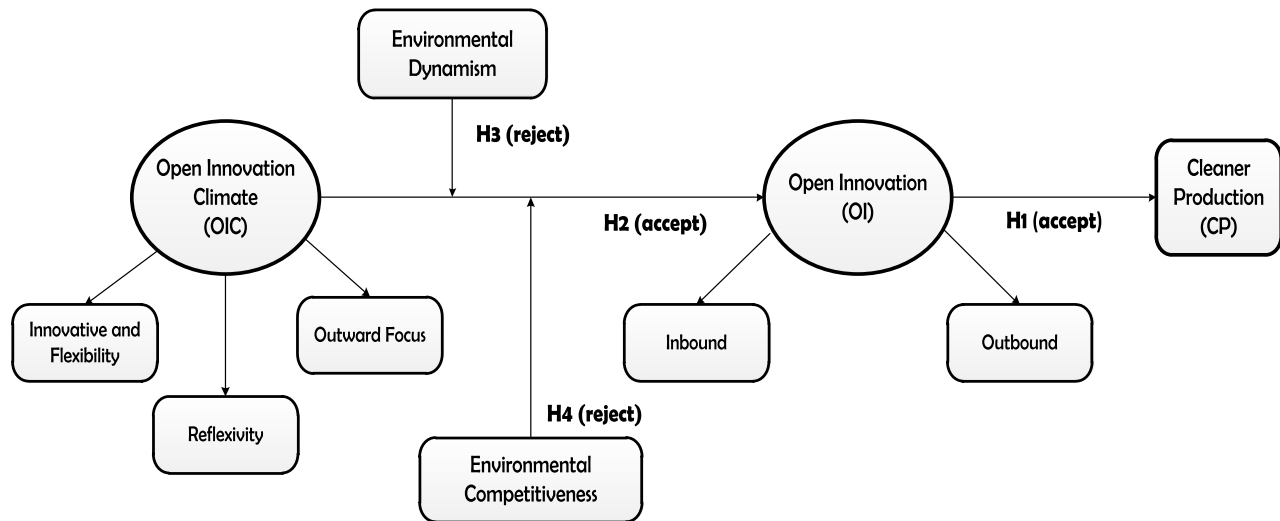 Environmental
Dynamism
H3 (reject)
Open Innovation
Climate
(OIC)
Open Innovation
(OI)
Cleaner
Production
(CP)
H2 (accept)
H1 (accept)
Innovative and
Flexibility
Outward Focus
Inbound
Outbound
Reflexivity
H4 (reject)
Environmental
Competitiveness